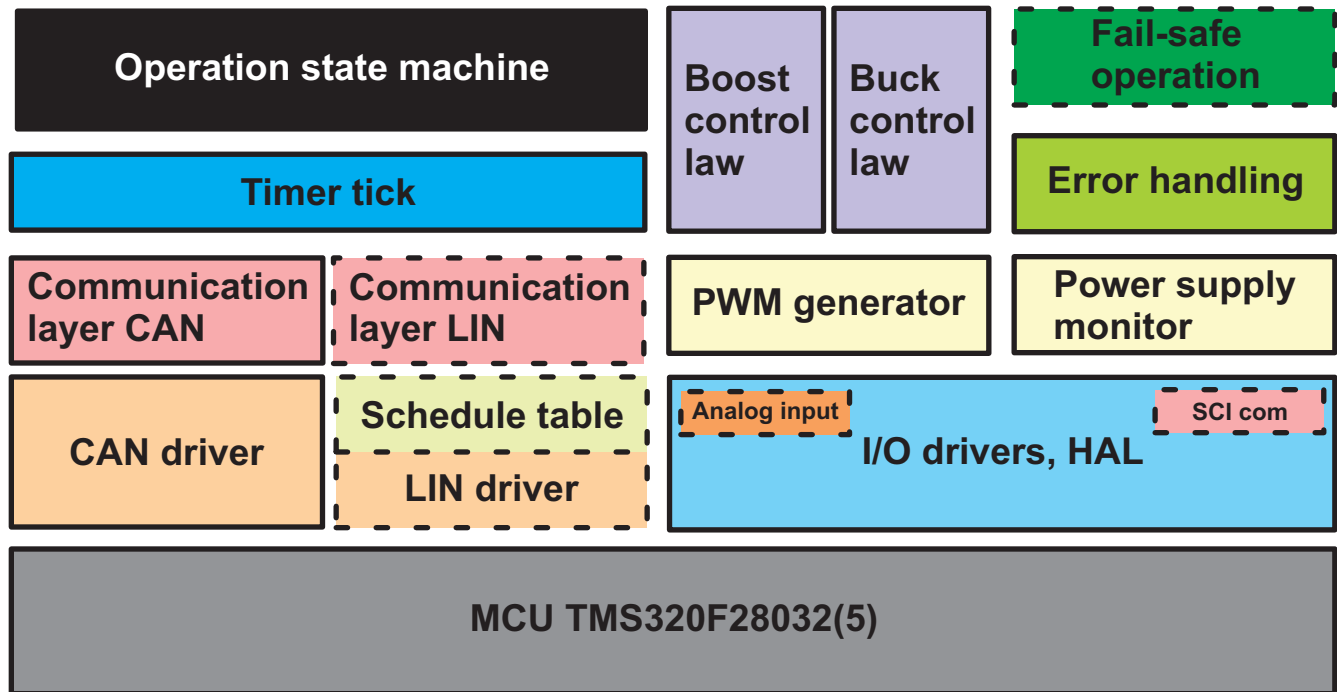 Operation state machine
Boost
control
law
Buck
control
law
Fail-safe
operation
Timer tick
Error handling
Communication
layer CAN
Communication
layer LIN
PWM generator
Power supply
monitor
CAN driver
Schedule table
LIN driver
Analog input
SCI com
I/O drivers, HAL
MCU TMS320F28032(5)